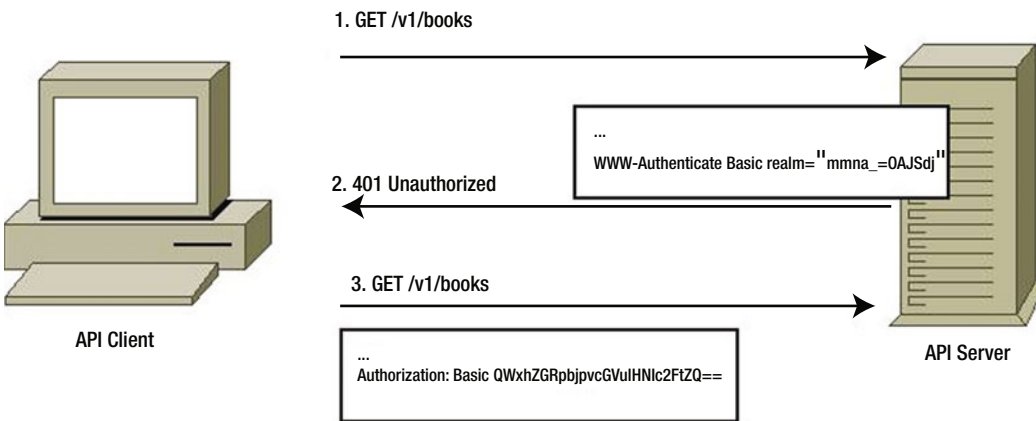 1. GET /v1/books
...
WWW-Authenticate Basic realm="mmna_=OAJSdj"
2. 401 Unauthorized
3. GET /v1/books
API Client
API Server
...
Authorization: Basic QWxhZGRpbjpvcGVulHNlc2FtZQ==